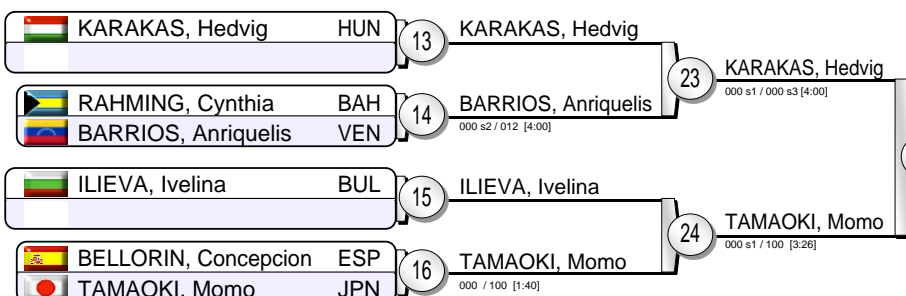 KARAKAS, Hedvig HUN
13
KARAKAS, Hedvig
RAHMING, Cynthia BAH
BARRIOS, Anriquelis VEN
14
BARRIOS, Anriquelis
000 s2 / 012 [4:00]
23
KARAKAS, Hedvig
000 s1 / 000 s3 [4:00]
ILIEVA, Ivelina BUL
15
ILIEVA, Ivelina
BELLORIN, Concepcion ESP
TAMAOKI, Momo JPN
16
TAMAOKI, Momo
000 / 100 [1:40]
24
TAMAOKI, Momo
000 s1 / 100 [3:26]